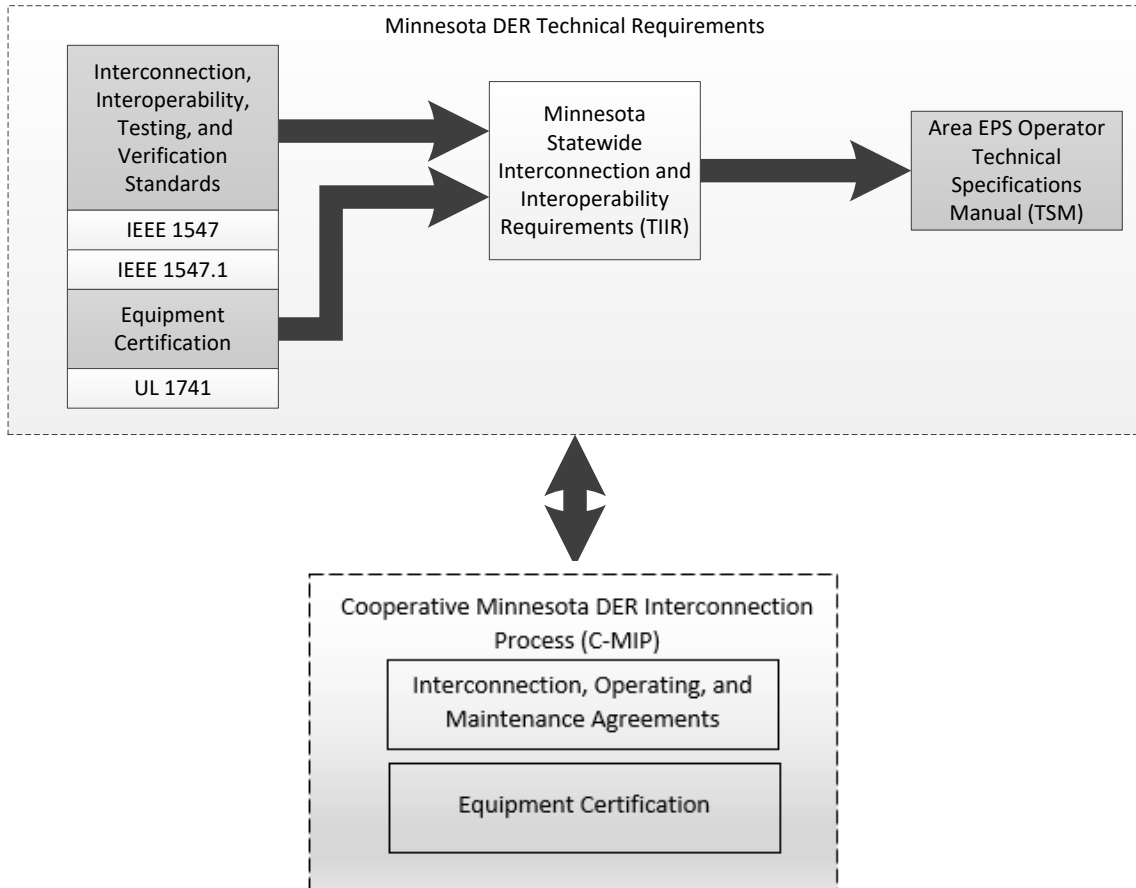 Minnesota DER Technical Requirements
Interconnection,
Interoperability,
Testing, and
Verification
Standards
IEEE 1547
IEEE 1547.1
Equipment
Certification
UL 1741
Minnesota
Statewide
Interconnection and
Interoperability
Requirements (TIIR)
Area EPS Operator
Technical
Specifications
Manual (TSM)
Cooperative Minnesota DER Interconnection
Process (C-MIP)
Interconnection, Operating, and
Maintenance Agreements
Equipment Certification